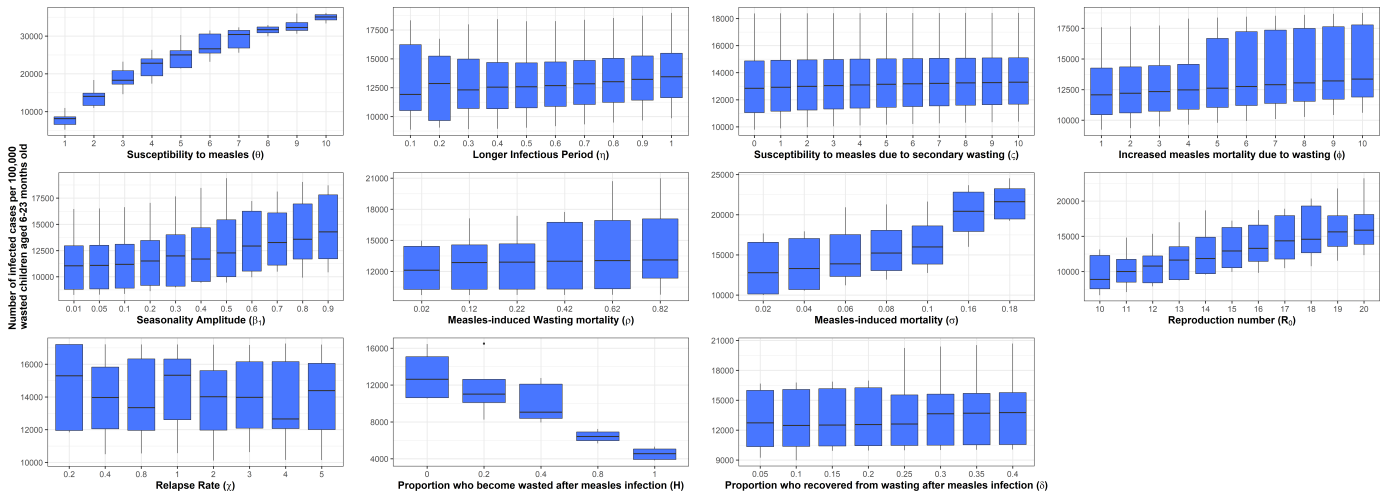 Number of infected cases per 100,000
wasted children aged 6-23 months old
30000
20000
10000
1 2 3 4 5 6 7 8 9 10
Susceptibility to measles (θ)
17500
15000
12500
10000
0.1 0.2 0.3 0.4 0.5 0.6 0.7 0.8 0.9 1
Longer Infectious Period (η)
18000
16000
14000
12000
10000
0 1 2 3 4 5 6 7 8 9 10
Susceptibility to measles due to secondary wasting (ς)
17500
15000
12500
10000
1 2 3 4 5 6 7 8 9 10
Increased measles mortality due to wasting (ϕ)
17500
15000
12500
10000
0.01 0.05 0.1 0.2 0.3 0.4 0.5 0.6 0.7 0.8 0.9
Seasonality Amplitude (β1)
21000
18000
15000
12000
0.02 0.12 0.22 0.42 0.62 0.82
Measles-induced Wasting mortality (ρ)
25000
20000
15000
10000
0.02 0.04 0.06 0.08 0.1 0.16 0.18
Measles-induced mortality (σ)
20000
15000
10000
10 11 12 13 14 15 16 17 18 19 20
Reproduction number (R0)
16000
14000
12000
10000
0.2 0.4 0.8 1 2 3 4 5
Relapse Rate (χ)
16000
12000
8000
4000
0 0.2 0.4 0.8 1
Proportion who become wasted after measles infection (H)
21000
18000
15000
12000
9000
0.05 0.1 0.15 0.2 0.25 0.3 0.35 0.4
Proportion who recovered from wasting after measles infection (δ)